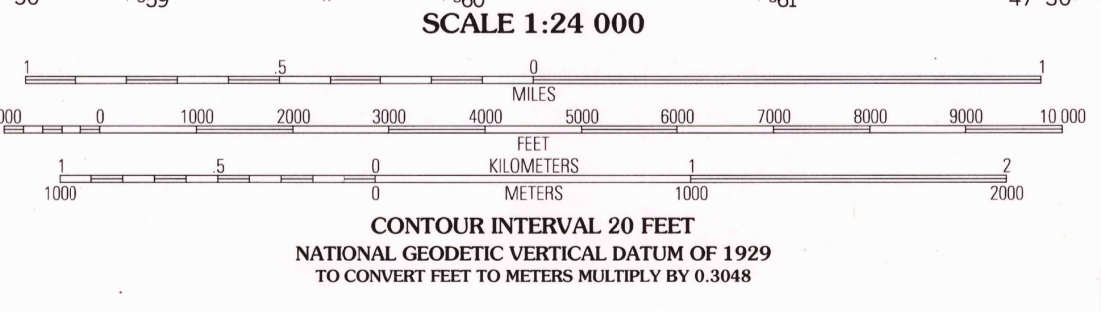 SCALE 1:24 000
1 .5 0 1
MILES
0 1000 2000 3000 4000 5000 6000 7000 8000 9000 10 000
FEET
1 .5 0 KILOMETERS 1 2
1000 0 METERS 1000 2000
CONTOUR INTERVAL 20 FEET
NATIONAL GEODETIC VERTICAL DATUM OF 1929
TO CONVERT FEET TO METERS MULTIPLY BY 0.3048